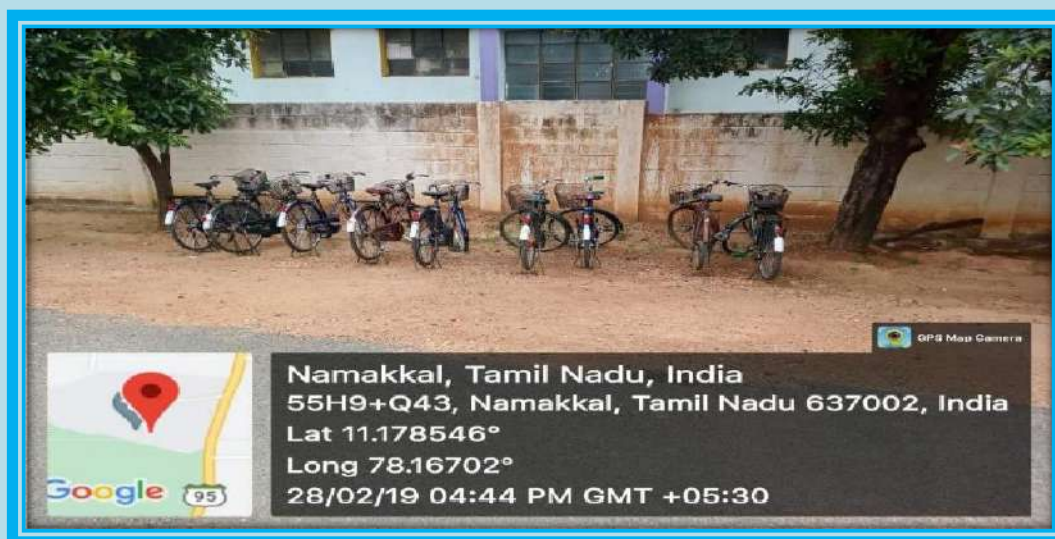 GPS Map Camera
Namakkal, Tamil Nadu, India
55H9+Q43, Namakkal, Tamil Nadu 637002, India
Lat 11.178546°
Long 78.16702°
28/02/19 04:44 PM GMT +05:30
Google
95